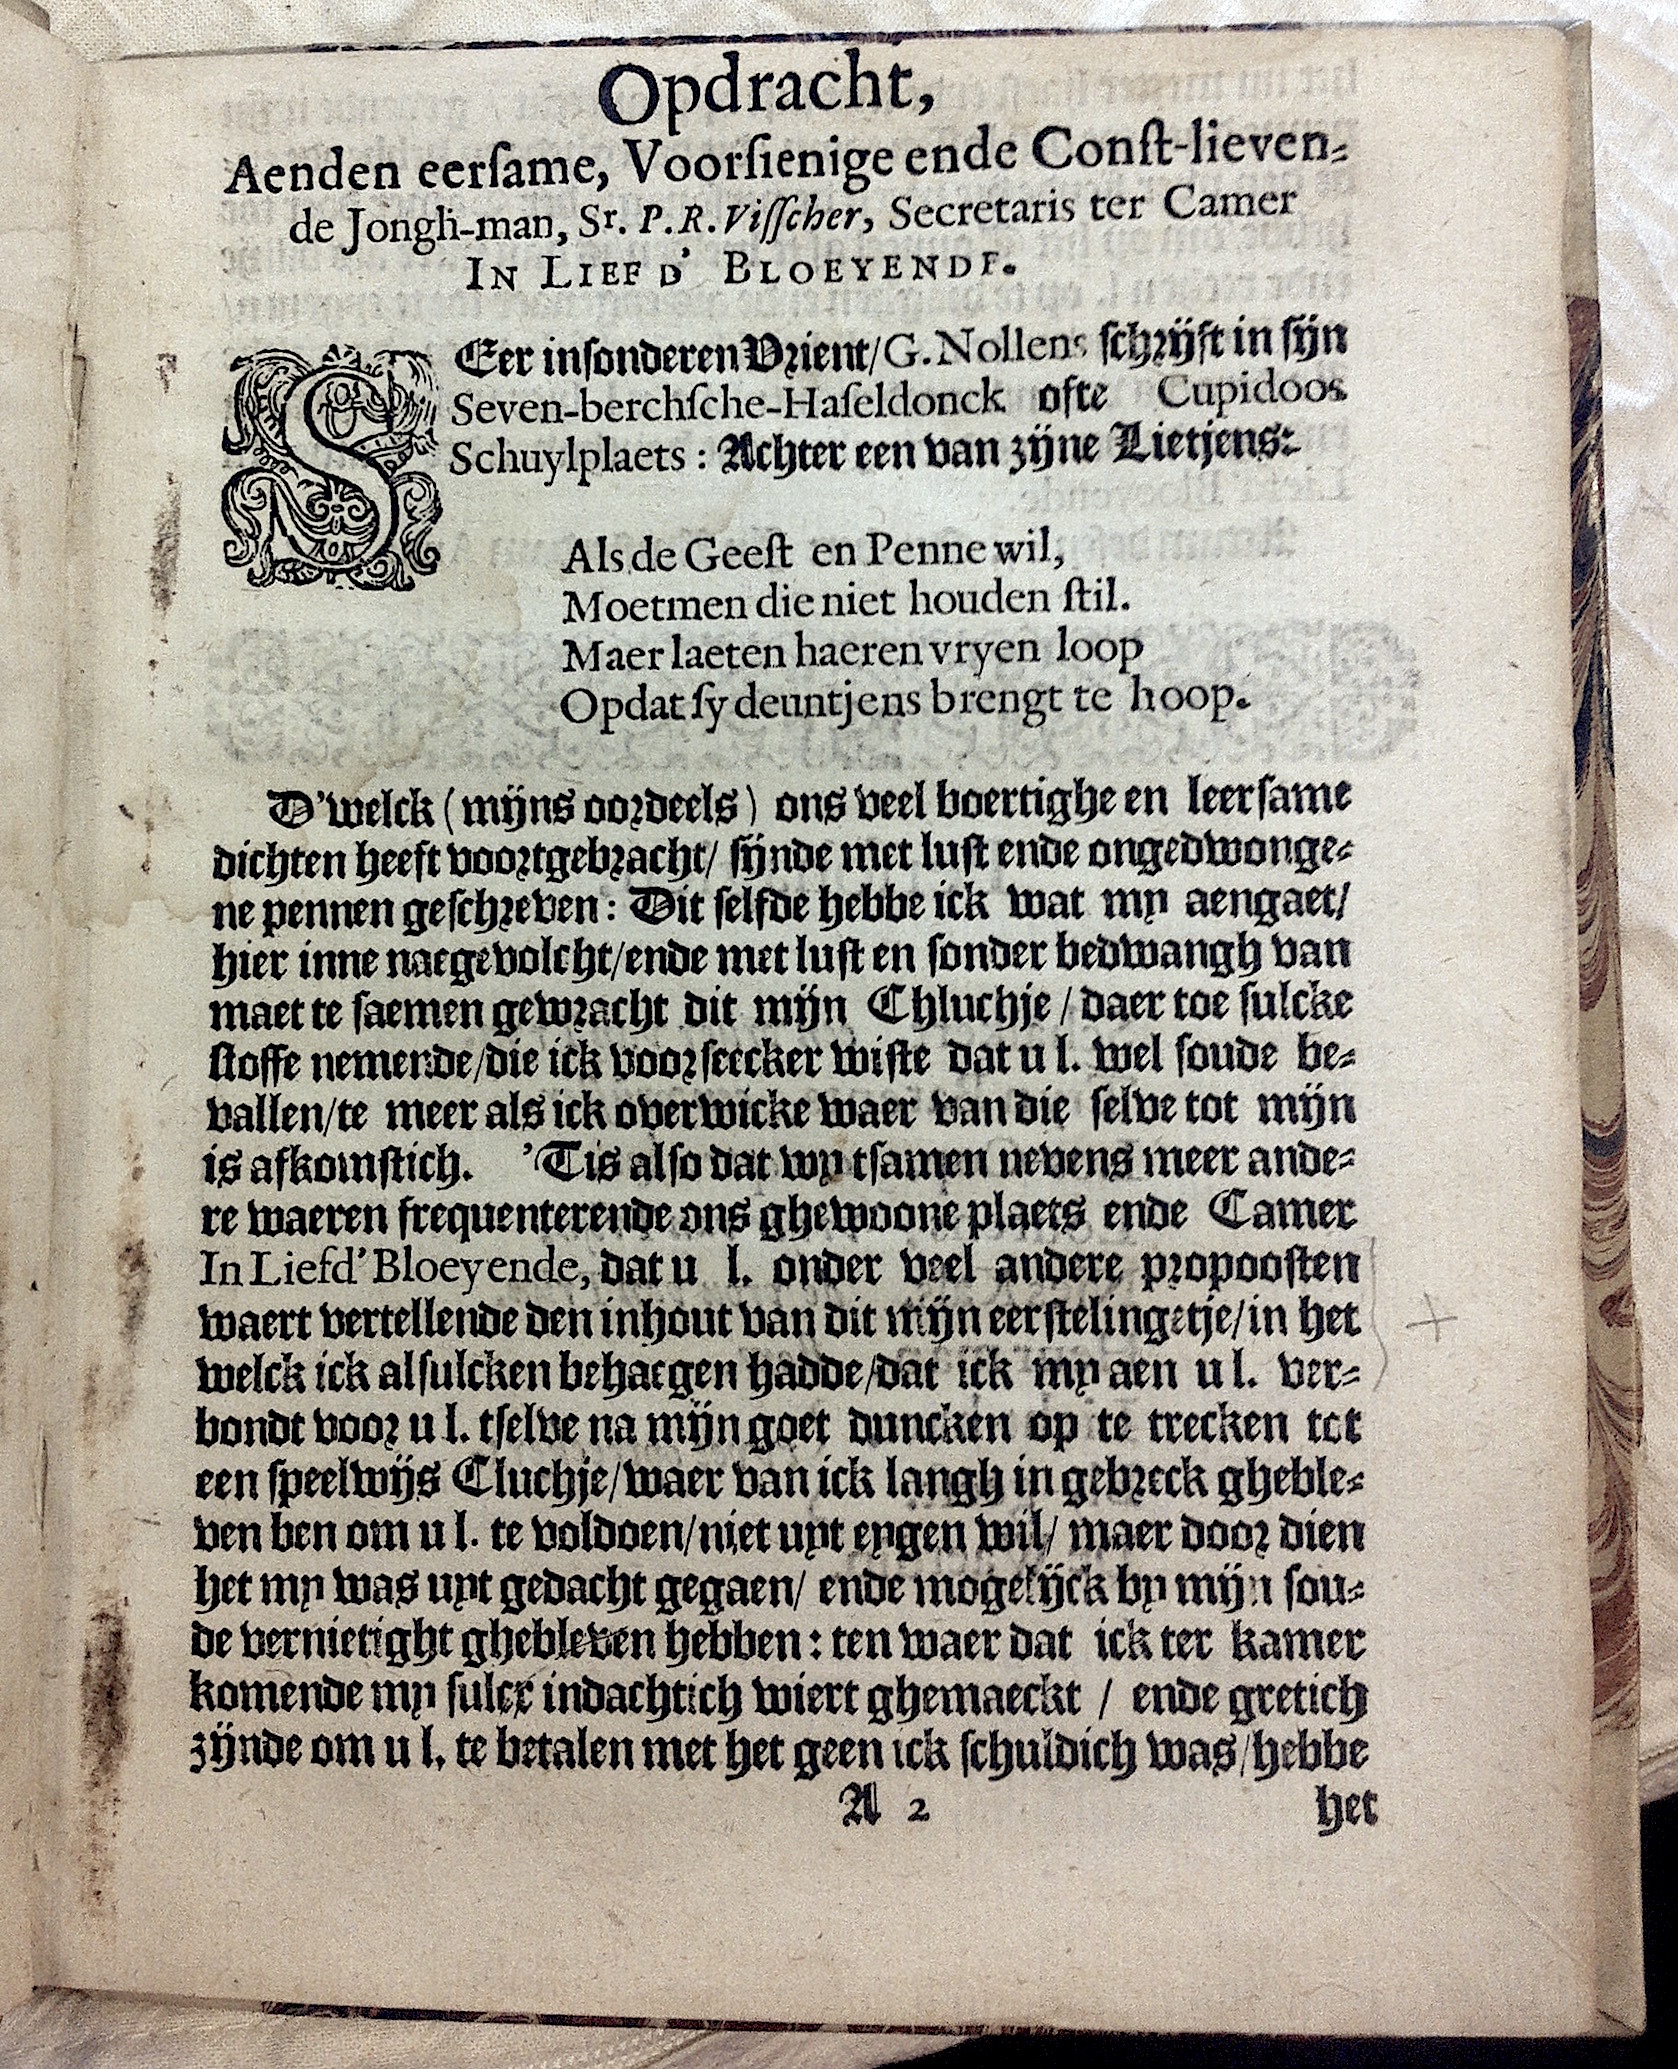 Opdracht,
Aenden eerſame, Voorſienige ende Conſt-lieven-
de Jongh-man, Sr. P. R. Viſſcher, Secretaris ter Camer
IN LIEFD' BLOEYENDE.
SEer inſonderen Vrient/ G. Nollens ſchrijft in ſijn
Seven-berchſche-Haſeldonck ofte Cupidoos
Schuylplaets: Achter een van zijne Lietjens:
Als de Geeſt en Penne wil,
Moetmen die niet houden ſtil.
Maer laeten haeren vryen loop
Opdat ſy deuntjens brengt te hoop.
D'welck (mijns oordeels) ons veel boertighe en leerſame
dichten heeft voortgebracht/ ſijnde met luſt ende ongedwonge-
ne pennen geſchreven: Dit ſelfde hebbe ick wat my aengaet/
hier inne naegevolcht/ende met luſt en ſonder bedwangh van
maet te ſaemen gewracht dit mijn Chluchje / daer toe ſulcke
ſtoffe nemende/die ick voorſeecker wiſte dat u l. wel ſoude be-
vallen/te meer als ick overwicke waer van die ſelve tot mijn
is afkomſtich. 'Tis alſo dat wy tſamen nevens meer ande-
re waeren frequenterende ons ghewoone plaets ende Camer
In Liefd' Bloeyende, dat u l. onder veel andere propooſten
waert vertellende den inhout van dit mijn eerſtelingetje/in het
welck ick alſulcken behaegen hadde/dat ick my aen u l. ver-
bondt voor u l. tſelve na mijn goet duncken op te trecken tot
een ſpeelwijs Cluchje/waer van ick langh in gebreck gheble-
ven ben om u l. te voldoen/niet uyt eygen wil/ maer door dien
het my was uyt gedacht gegaen/ ende mogelijck by mijn ſou-
de vernietight ghebleven hebben: ten waer dat ick ter kamer
komende my ſulcx indachtich wiert ghemaeckt / ende gretich
zijnde om u l. te betalen met het geen ick ſchuldich was/hebbe
A 2
het